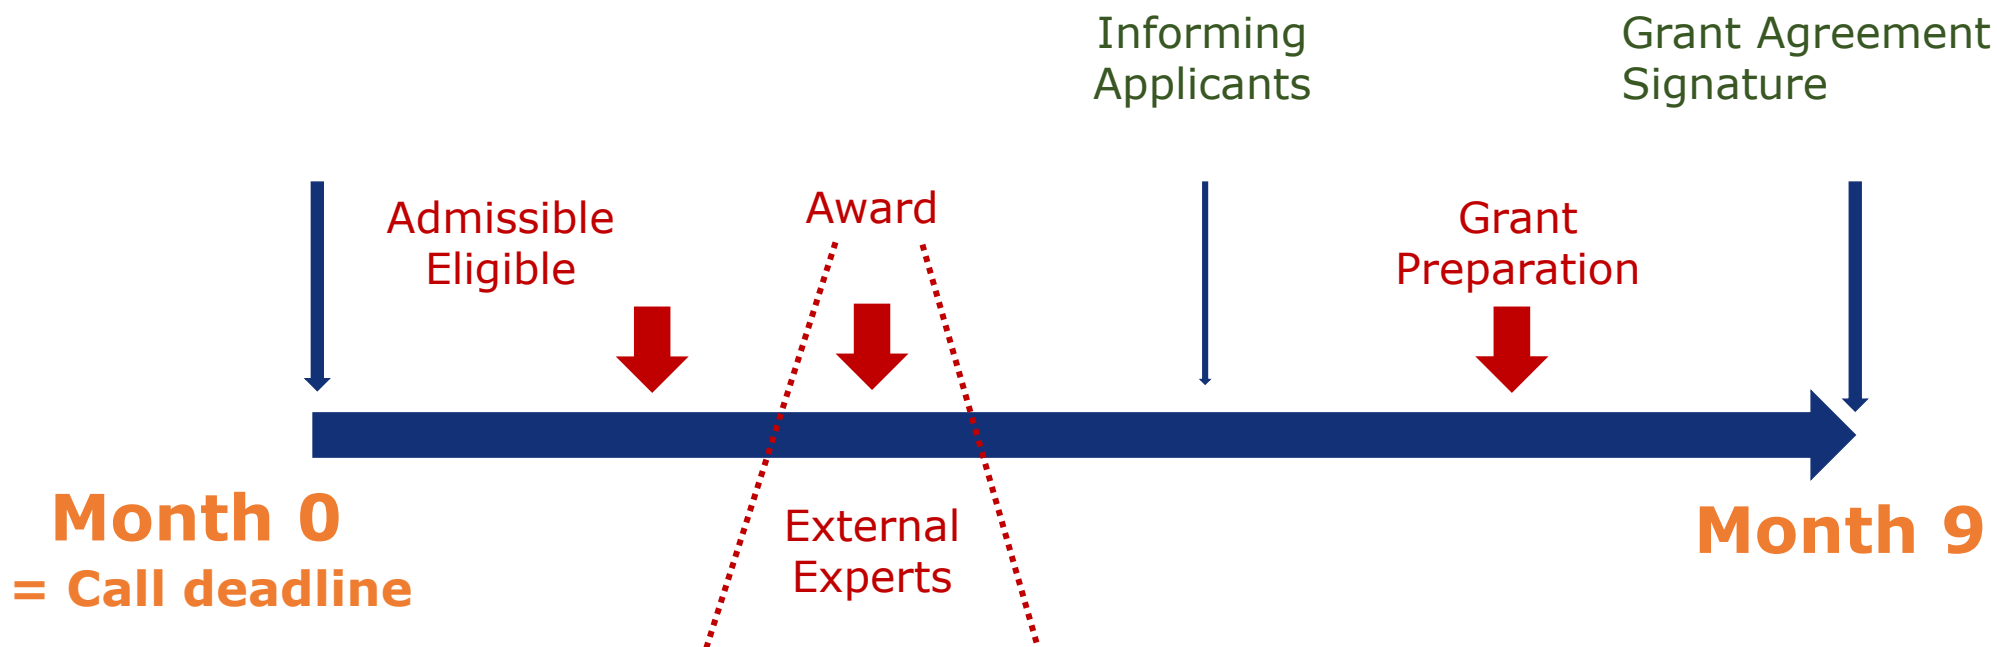 Informing
Applicants
Grant Agreement
Signature
Admissible
Eligible
Award
Grant
Preparation
Month 0
= Call deadline
External
Experts
Month 9